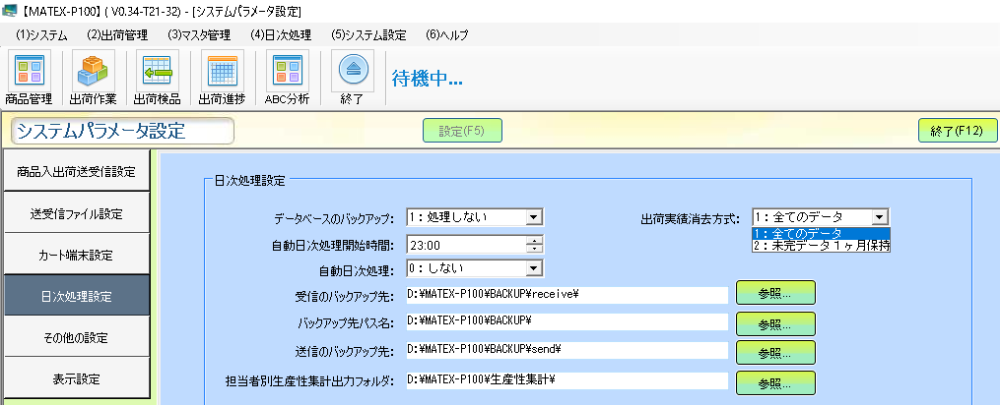 【MATEX-P100】( V0.34-T21-32) - [システムパラメータ設定]
(1)システム (2)出荷管理 (3)マスタ管理 (4)日次処理 (5)システム設定 (6)ヘルプ
商品管理 出荷作業 出荷検品 出荷進捗 ABC分析 終了 待機中...
システムパラメータ設定 設定(F5) 終了(F12)
商品入出荷送受信設定
送受信ファイル設定
カート端末設定
日次処理設定
その他の設定
表示設定
日次処理設定
データベースのバックアップ: 1:処理しない 出荷実績消去方式: 1:全てのデータ
1:全てのデータ
2:未完データ1ヶ月保持
自動日次処理開始時間: 23:00
自動日次処理: 0:しない
受信のバックアップ先: D:¥MATEX-P100¥BACKUP¥receive¥ 参照...
バックアップ先パス名: D:¥MATEX-P100¥BACKUP¥ 参照...
送信のバックアップ先: D:¥MATEX-P100¥BACKUP¥send¥ 参照...
担当者別生産性集計出力フォルダ: D:¥MATEX-P100¥生産性集計¥ 参照...